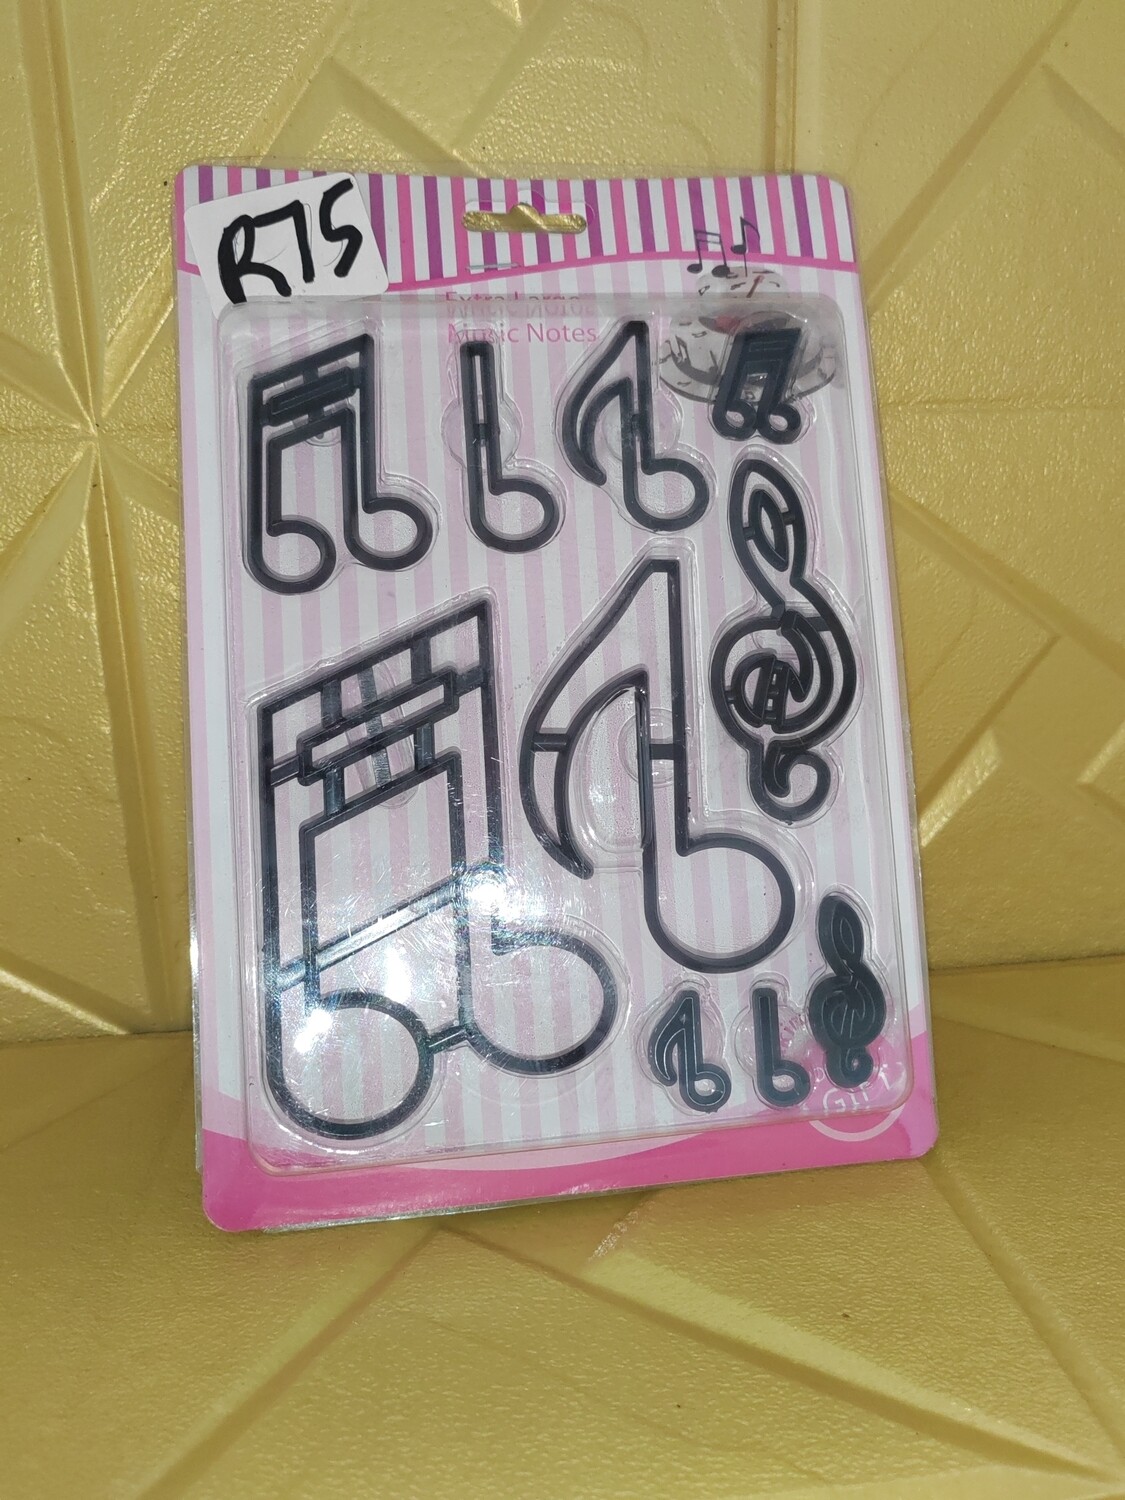 R75
Extra Large
Music Notes